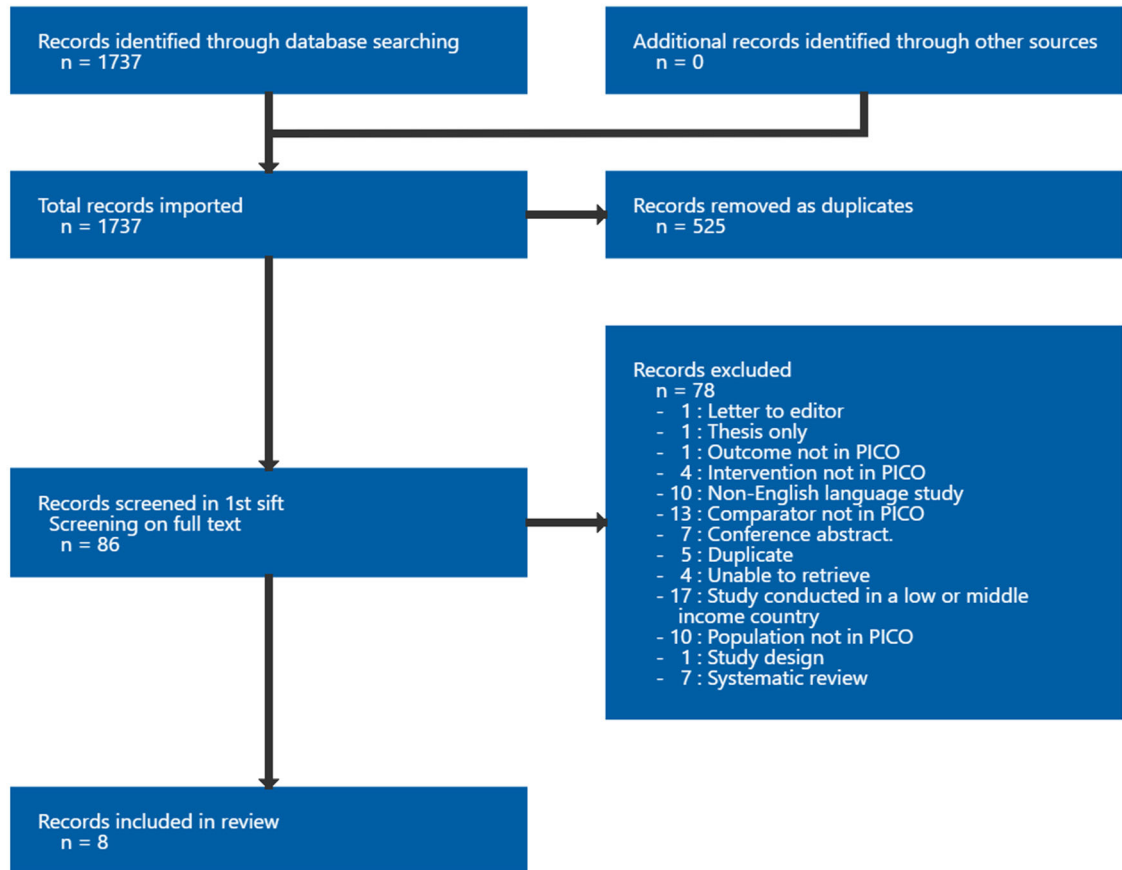 Records identified through database searching
n = 1737
Additional records identified through other sources
n = 0
Total records imported
n = 1737
Records removed as duplicates
n = 525
Records screened in 1st sift
Screening on full text
n = 86
Records excluded
n = 78
- 1 : Letter to editor
- 1 : Thesis only
- 1 : Outcome not in PICO
- 4 : Intervention not in PICO
- 10 : Non-English language study
- 13 : Comparator not in PICO
- 7 : Conference abstract.
- 5 : Duplicate
- 4 : Unable to retrieve
- 17 : Study conducted in a low or middle
income country
- 10 : Population not in PICO
- 1 : Study design
- 7 : Systematic review
Records included in review
n = 8